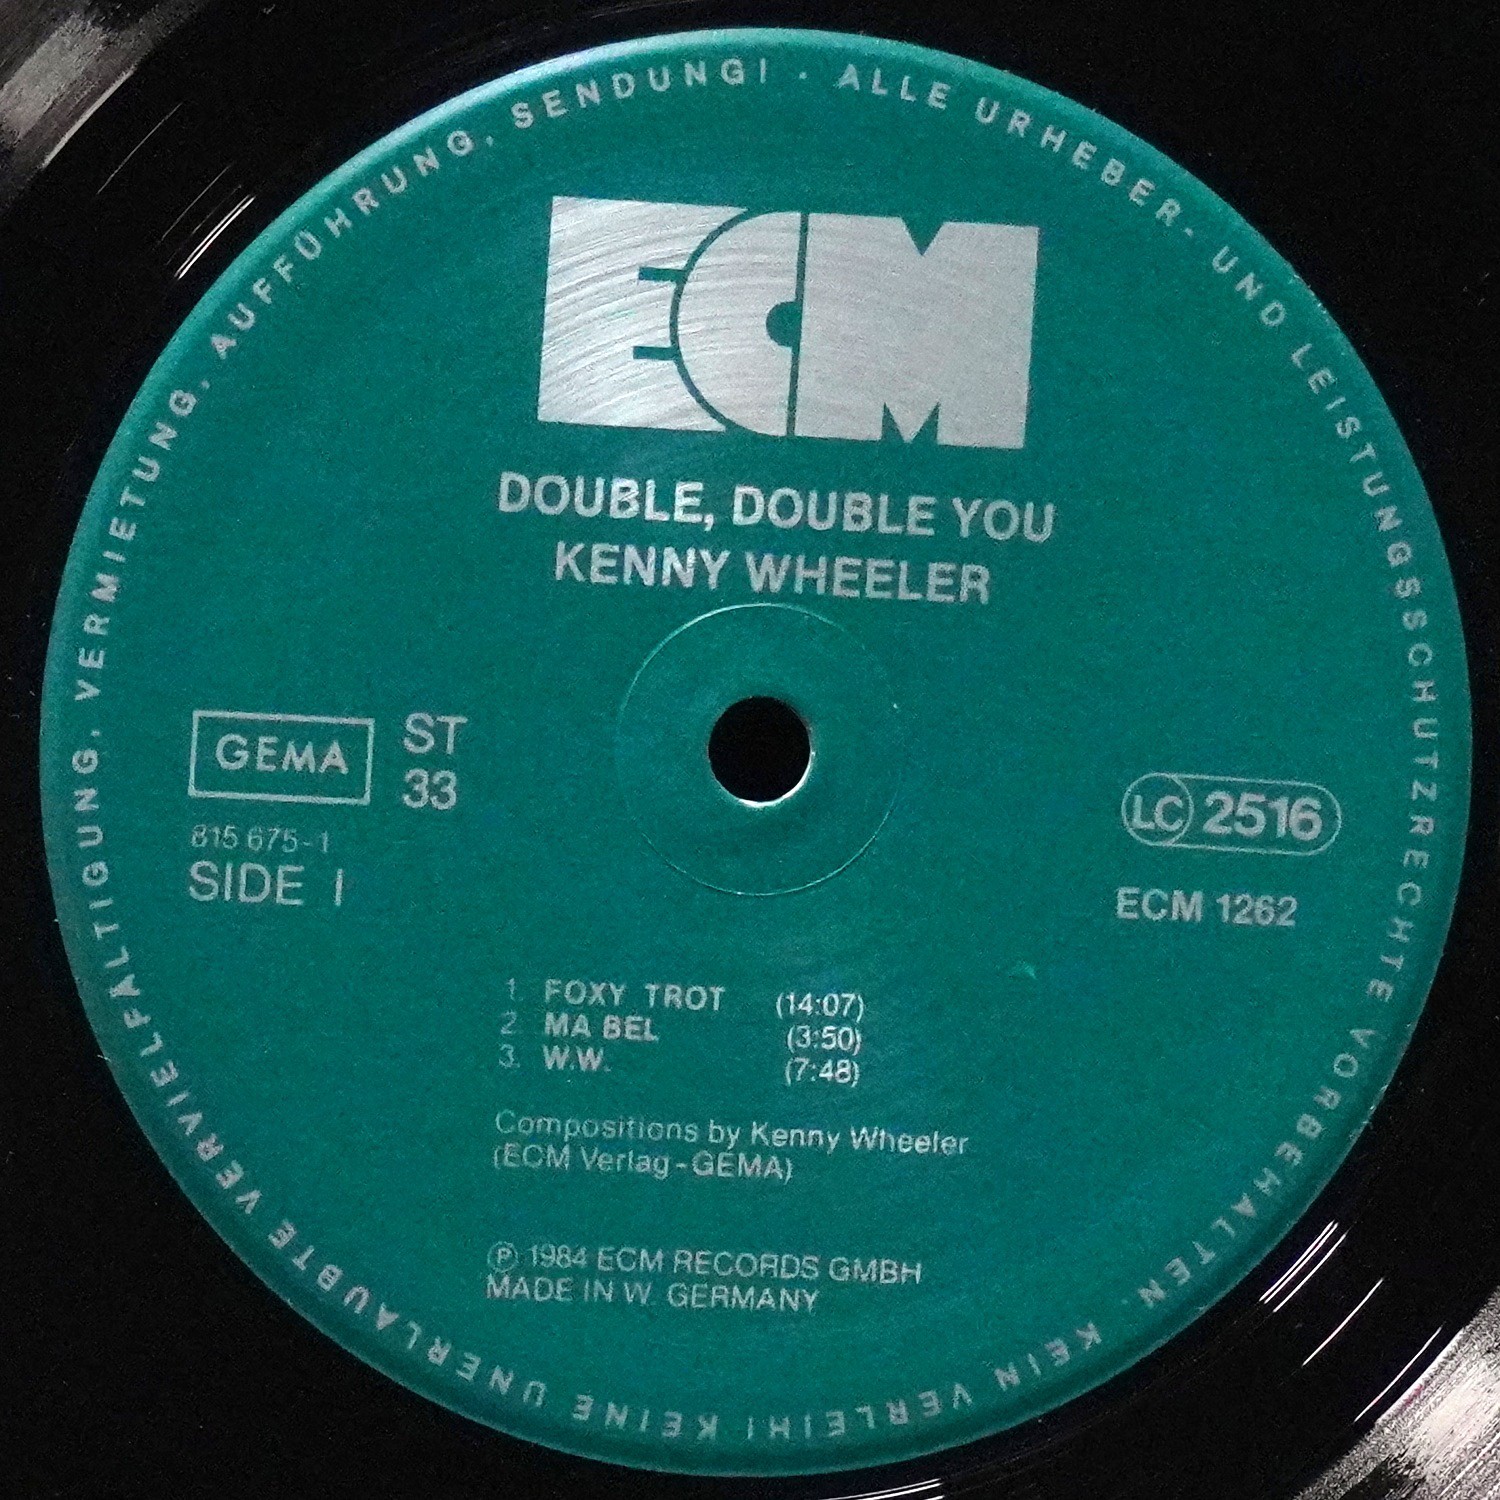 ALLE URHEBER- UND LEISTUNGSSCHUTZRECHTE VORBEHALTEN. KEIN VERLEIH! KEINE UNERLAUBTE VERVIELFALTIGUNG, VERMIETUNG, AUFFÜHRUNG, SENDUNG! ·
ECM
DOUBLE, DOUBLE YOU
KENNY WHEELER
GEMA
ST
33
815 675-1
SIDE I
LC 2516
ECM 1262
1. FOXY TROT (14:07)
2. MA BEL (3:50)
3. W.W. (7:48)
Compositions by Kenny Wheeler
(ECM Verlag-GEMA)
Ⓟ 1984 ECM RECORDS GMBH
MADE IN W. GERMANY